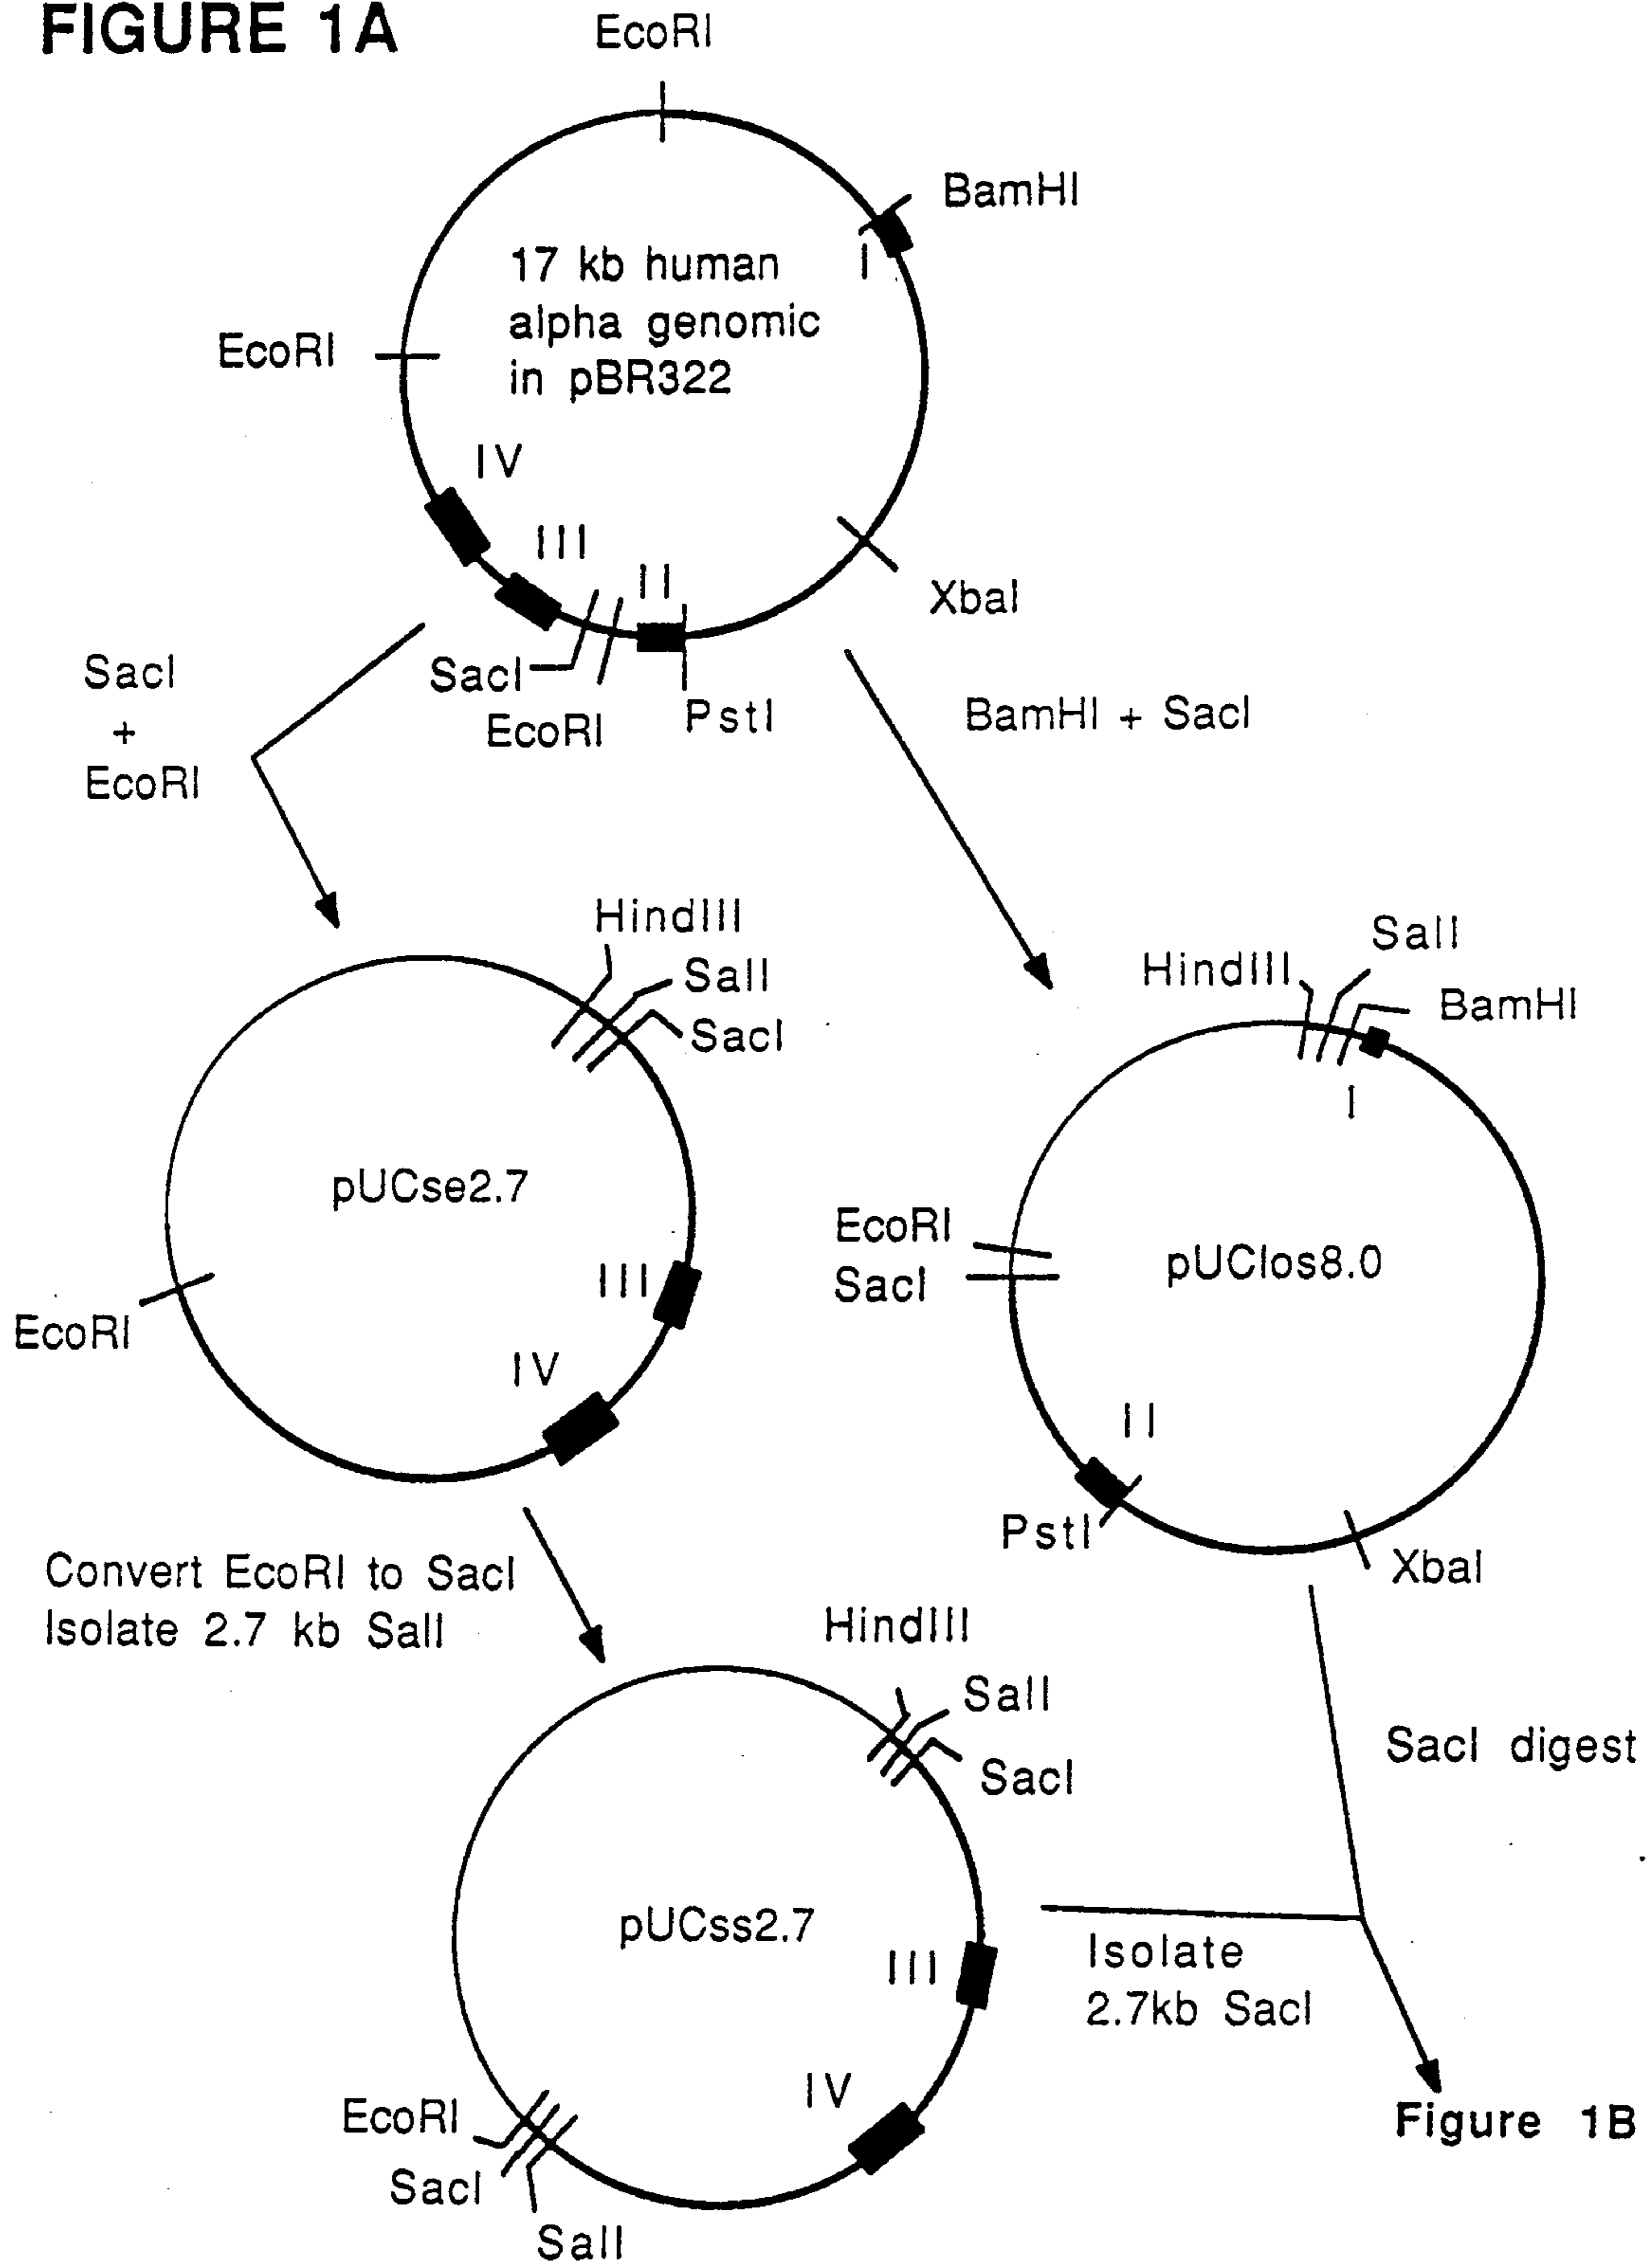 FIGURE 1A
EcoRI
BamHI
I
17 kb human
alpha genomic
in pBR322
EcoRI
IV
III
II
XbaI
SacI
EcoRI
PstI
SacI
+
EcoRI
BamHI + SacI
HindIII
SalI
SacI
pUCse2.7
III
IV
EcoRI
HindIII
SalI
BamHI
I
EcoRI
SacI
pUClos8.0
II
PstI
XbaI
Convert EcoRI to SacI
Isolate 2.7 kb SalI
HindIII
SalI
SacI
pUCss2.7
III
IV
EcoRI
SacI
SalI
SacI digest
Isolate
2.7kb SacI
Figure 1B